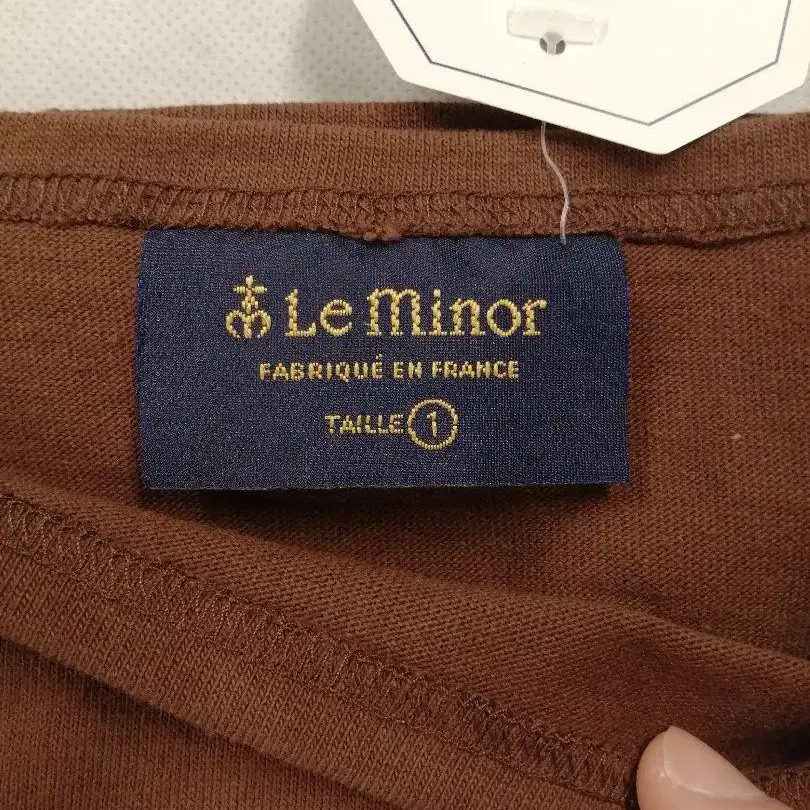 Le Minor
FABRIQUÉ EN FRANCE
TAILLE 1